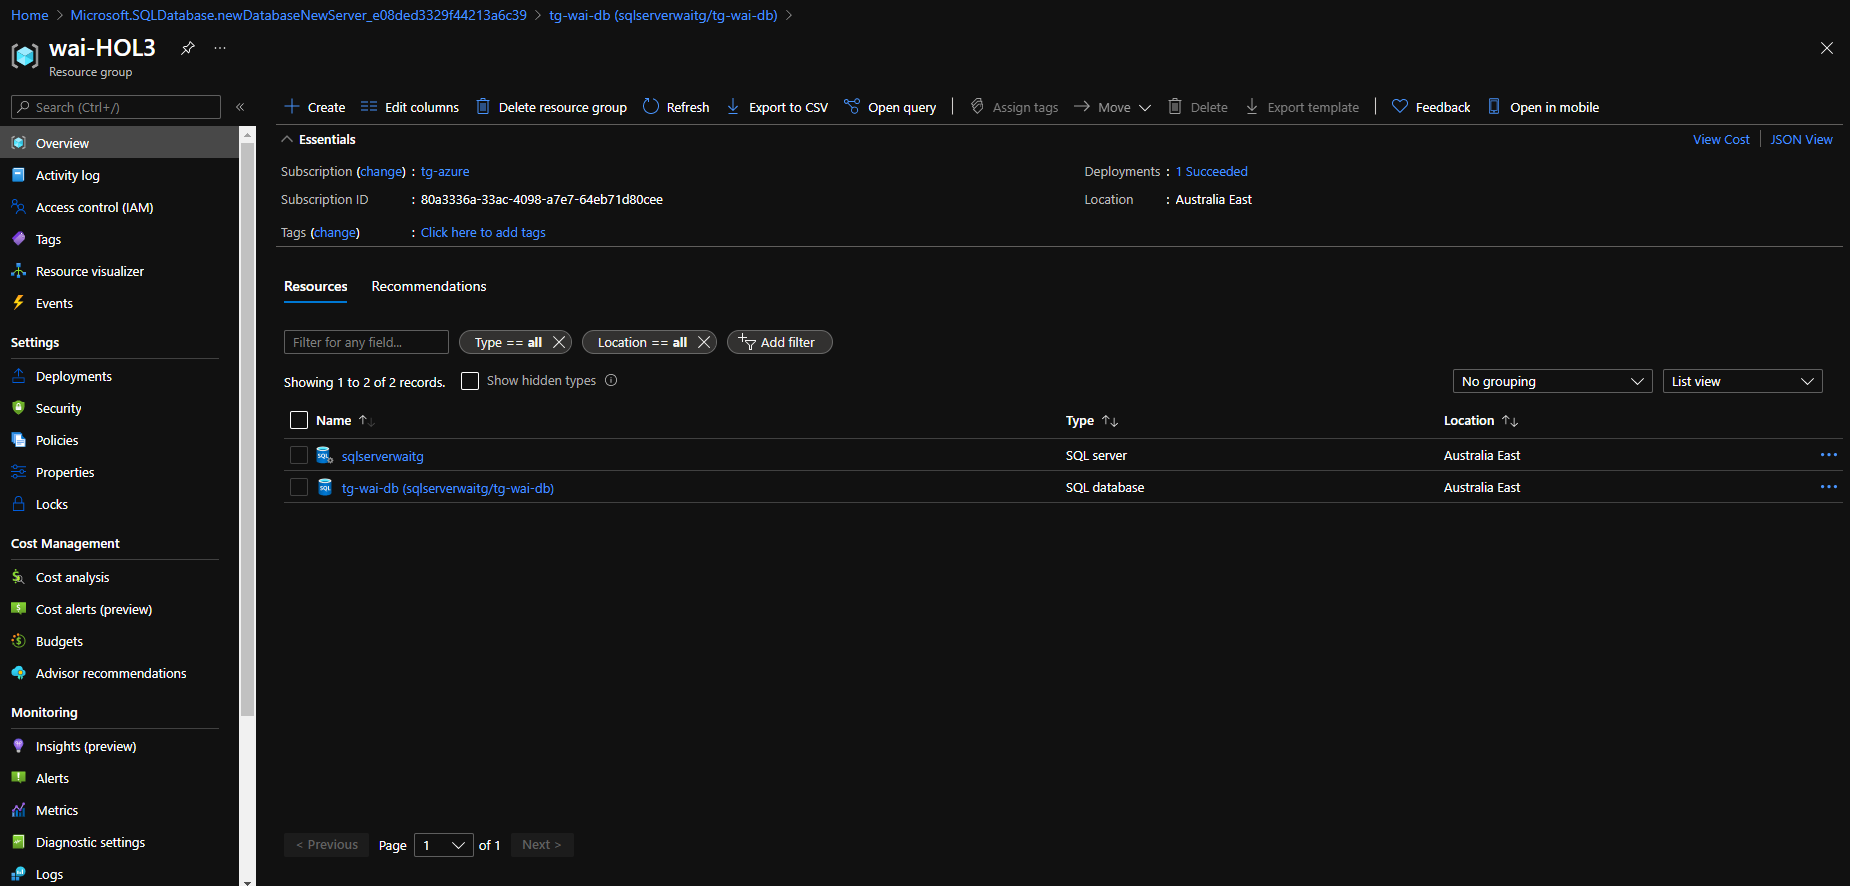 Home > Microsoft.SQLDatabase.newDatabaseNewServer_e08ded3329f44213a6c39 > tg-wai-db (sqlserverwaitg/tg-wai-db) >
wai-HOL3
Resource group
Search (Ctrl+/)
Overview
Activity log
Access control (IAM)
Tags
Resource visualizer
Events
Settings
Deployments
Security
Policies
Properties
Locks
Cost Management
Cost analysis
Cost alerts (preview)
Budgets
Advisor recommendations
Monitoring
Insights (preview)
Alerts
Metrics
Diagnostic settings
Logs
Create Edit columns Delete resource group Refresh Export to CSV Open query Assign tags Move Delete Export template Feedback Open in mobile
Essentials View Cost JSON View
Subscription (change) : tg-azure Deployments : 1 Succeeded
Subscription ID : 80a3336a-33ac-4098-a7e7-64eb71d80cee Location : Australia East
Tags (change) : Click here to add tags
Resources Recommendations
Filter for any field... Type == all Location == all Add filter
Showing 1 to 2 of 2 records. Show hidden types No grouping List view
Name Type Location
sqlserverwaitg SQL server Australia East
tg-wai-db (sqlserverwaitg/tg-wai-db) SQL database Australia East
< Previous Page 1 of 1 Next >